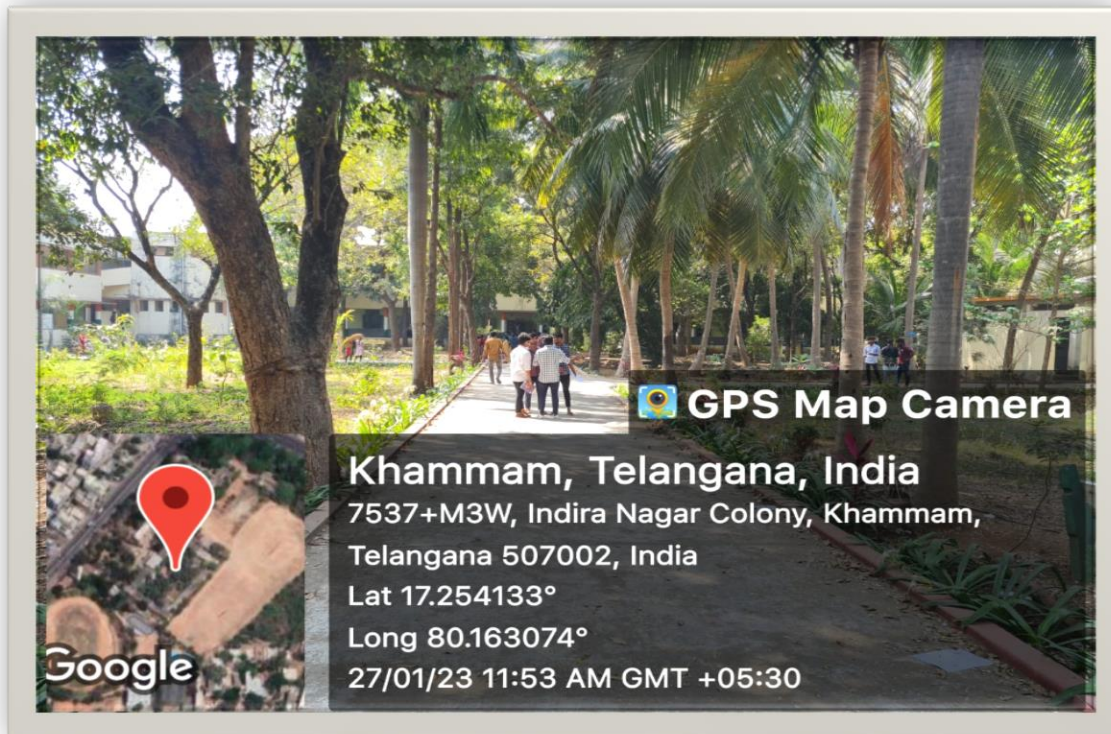 GPS Map Camera
Khammam, Telangana, India
7537+M3W, Indira Nagar Colony, Khammam,
Telangana 507002, India
Lat 17.254133°
Long 80.163074°
27/01/23 11:53 AM GMT +05:30
Google